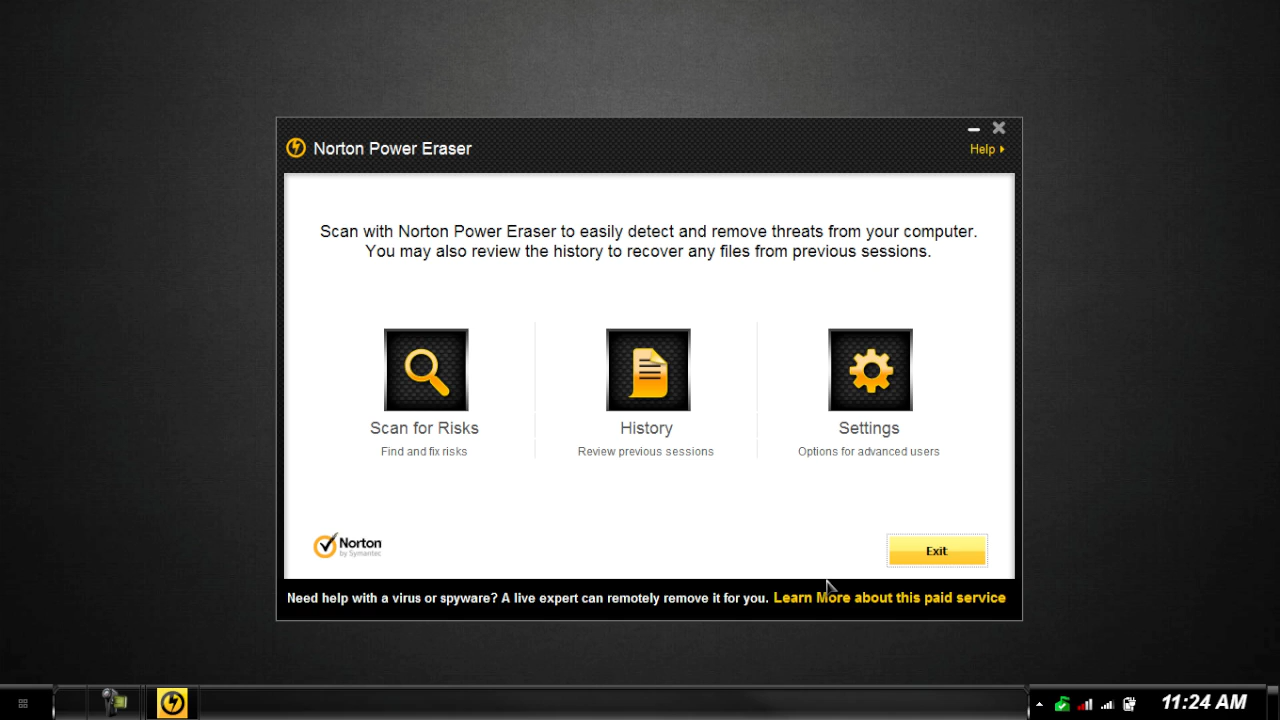 Norton Power Eraser
Help
Scan with Norton Power Eraser to easily detect and remove threats from your computer.
You may also review the history to recover any files from previous sessions.
Scan for Risks
Find and fix risks
History
Review previous sessions
Settings
Options for advanced users
Norton
by Symantec
Exit
Need help with a virus or spyware? A live expert can remotely remove it for you. Learn More about this paid service
11:24 AM